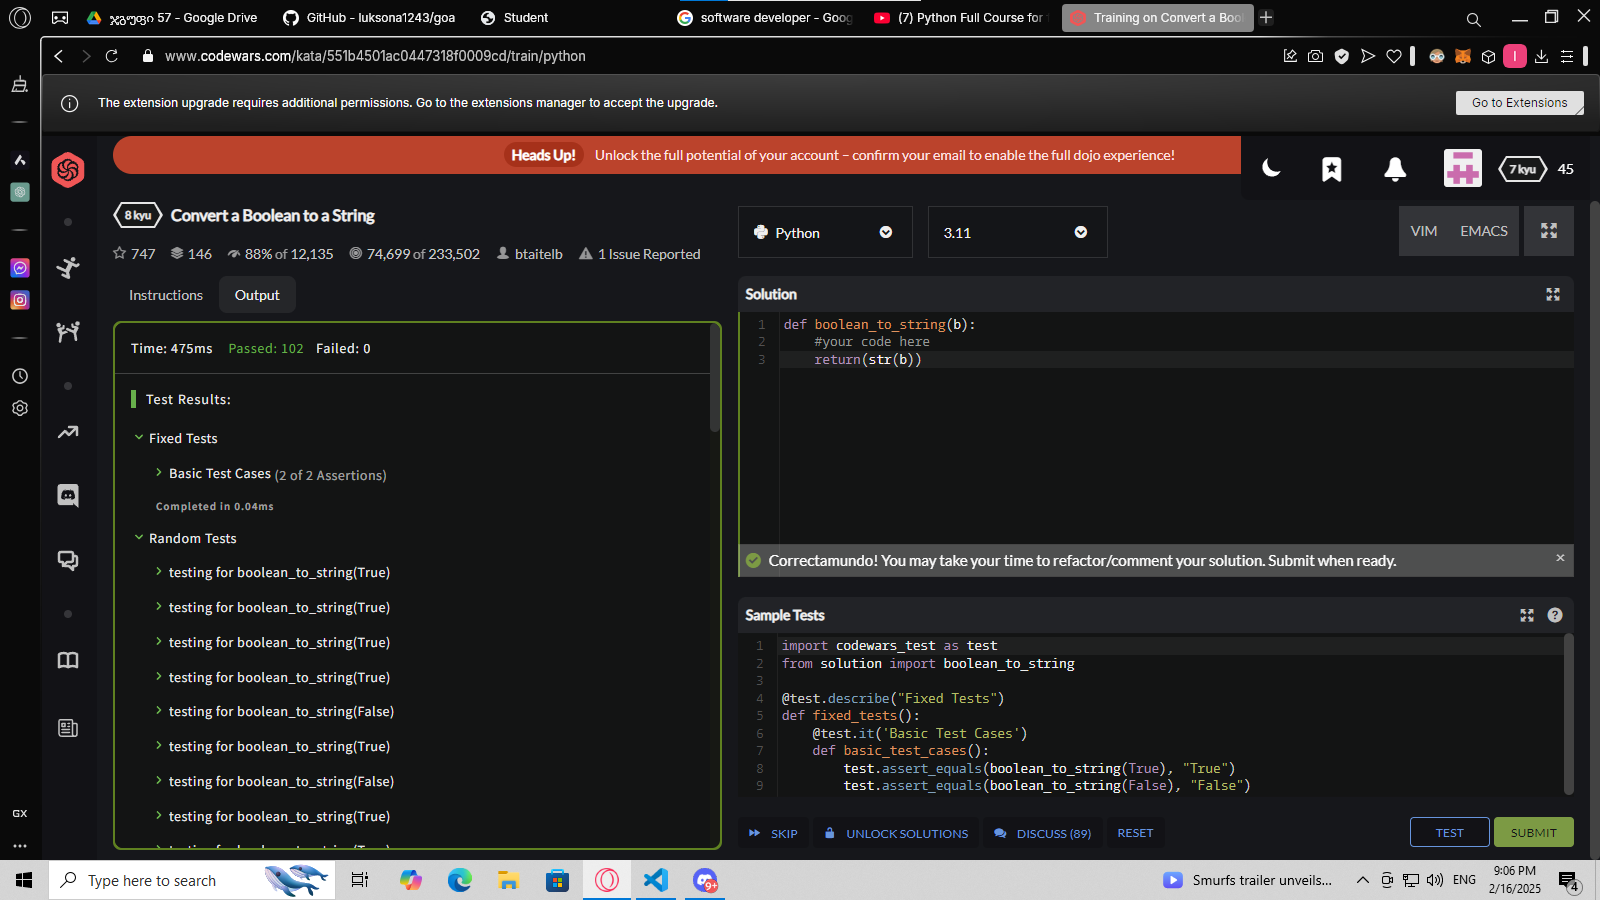 ჯგუფი 57 - Google Drive
GitHub - luksona1243/goa
Student
software developer - Goog
(7) Python Full Course for
Training on Convert a Bool
www.codewars.com/kata/551b4501ac0447318f0009cd/train/python
The extension upgrade requires additional permissions. Go to the extensions manager to accept the upgrade.
Go to Extensions
Heads Up! Unlock the full potential of your account – confirm your email to enable the full dojo experience!
7 kyu 45
8 kyu Convert a Boolean to a String
747 146 88% of 12,135 74,699 of 233,502 btaitelb 1 Issue Reported
Python
3.11
VIM EMACS
Instructions Output
Time: 475ms Passed: 102 Failed: 0
Test Results:
Fixed Tests
Basic Test Cases (2 of 2 Assertions)
Completed in 0.04ms
Random Tests
testing for boolean_to_string(True)
testing for boolean_to_string(True)
testing for boolean_to_string(True)
testing for boolean_to_string(True)
testing for boolean_to_string(False)
testing for boolean_to_string(True)
testing for boolean_to_string(False)
testing for boolean_to_string(True)
Solution
1 def boolean_to_string(b):
2 #your code here
3 return(str(b))
Correctamundo! You may take your time to refactor/comment your solution. Submit when ready.
Sample Tests
1 import codewars_test as test
2 from solution import boolean_to_string
3
4 @test.describe("Fixed Tests")
5 def fixed_tests():
6 @test.it('Basic Test Cases')
7 def basic_test_cases():
8 test.assert_equals(boolean_to_string(True), "True")
9 test.assert_equals(boolean_to_string(False), "False")
SKIP UNLOCK SOLUTIONS DISCUSS (89) RESET TEST SUBMIT
GX
Type here to search
9+
Smurfs trailer unveils...
ENG
9:06 PM
2/16/2025
4